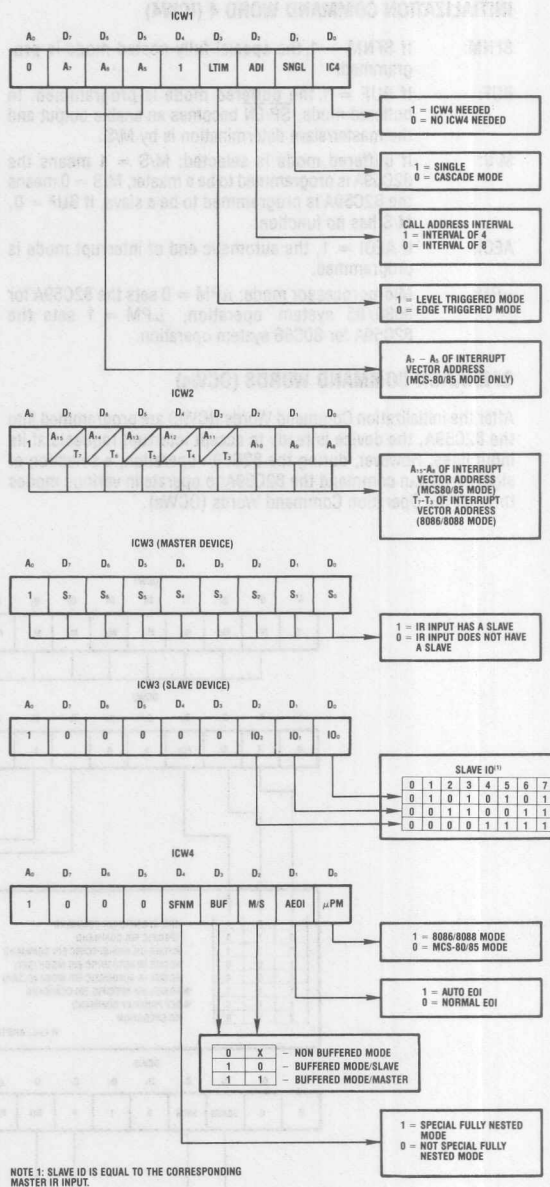 ICW1
A₀ D₇ D₆ D₅ D₄ D₃ D₂ D₁ D₀
0 A₇ A₆ A₅ 1 LTIM ADI SNGL IC4
1 = ICW4 NEEDED
0 = NO ICW4 NEEDED
1 = SINGLE
0 = CASCADE MODE
CALL ADDRESS INTERVAL
1 = INTERVAL OF 4
0 = INTERVAL OF 8
1 = LEVEL TRIGGERED MODE
0 = EDGE TRIGGERED MODE
A₇ – A₅ OF INTERRUPT
VECTOR ADDRESS
(MCS-80/85 MODE ONLY)
ICW2
A₀ D₇ D₆ D₅ D₄ D₃ D₂ D₁ D₀
1 A₁₅ T₇ A₁₄ T₆ A₁₃ T₅ A₁₂ T₄ A₁₁ T₃ A₁₀ A₉ A₈
A₁₅-A₈ OF INTERRUPT
VECTOR ADDRESS
(MCS80/85 MODE)
T₇-T₃ OF INTERRUPT
VECTOR ADDRESS
(8086/8088 MODE)
ICW3 (MASTER DEVICE)
A₀ D₇ D₆ D₅ D₄ D₃ D₂ D₁ D₀
1 S₇ S₆ S₅ S₄ S₃ S₂ S₁ S₀
1 = IR INPUT HAS A SLAVE
0 = IR INPUT DOES NOT HAVE
A SLAVE
ICW3 (SLAVE DEVICE)
A₀ D₇ D₆ D₅ D₄ D₃ D₂ D₁ D₀
1 0 0 0 0 0 IO₂ IO₁ IO₀
SLAVE IO⁽¹⁾
0 1 2 3 4 5 6 7
0 1 0 1 0 1 0 1
0 0 1 1 0 0 1 1
0 0 0 0 1 1 1 1
ICW4
A₀ D₇ D₆ D₅ D₄ D₃ D₂ D₁ D₀
1 0 0 0 SFNM BUF M/S AEDI µPM
1 = 8086/8088 MODE
0 = MCS-80/85 MODE
1 = AUTO EOI
0 = NORMAL EOI
0 X – NON BUFFERED MODE
1 0 – BUFFERED MODE/SLAVE
1 1 – BUFFERED MODE/MASTER
1 = SPECIAL FULLY NESTED
MODE
0 = NOT SPECIAL FULLY
NESTED MODE
NOTE 1: SLAVE ID IS EQUAL TO THE CORRESPONDING
MASTER IR INPUT.